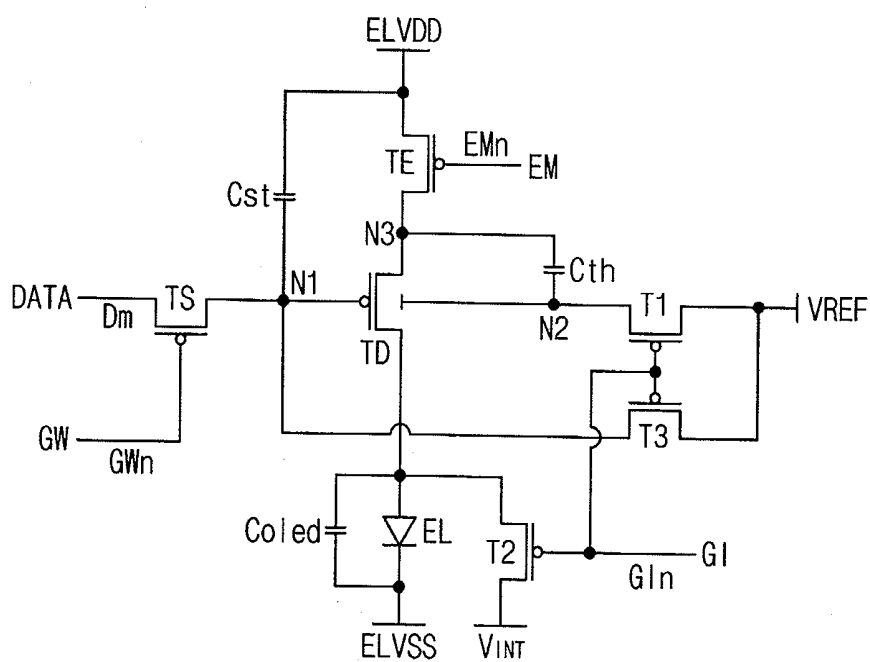 ELVDD
EMn
TE
EM
Cst
N3
Cth
DATA
TS
N1
T1
Dm
N2
VREF
TD
GW
T3
GWn
Coled
EL
T2
GI
GIn
ELVSS
VINT